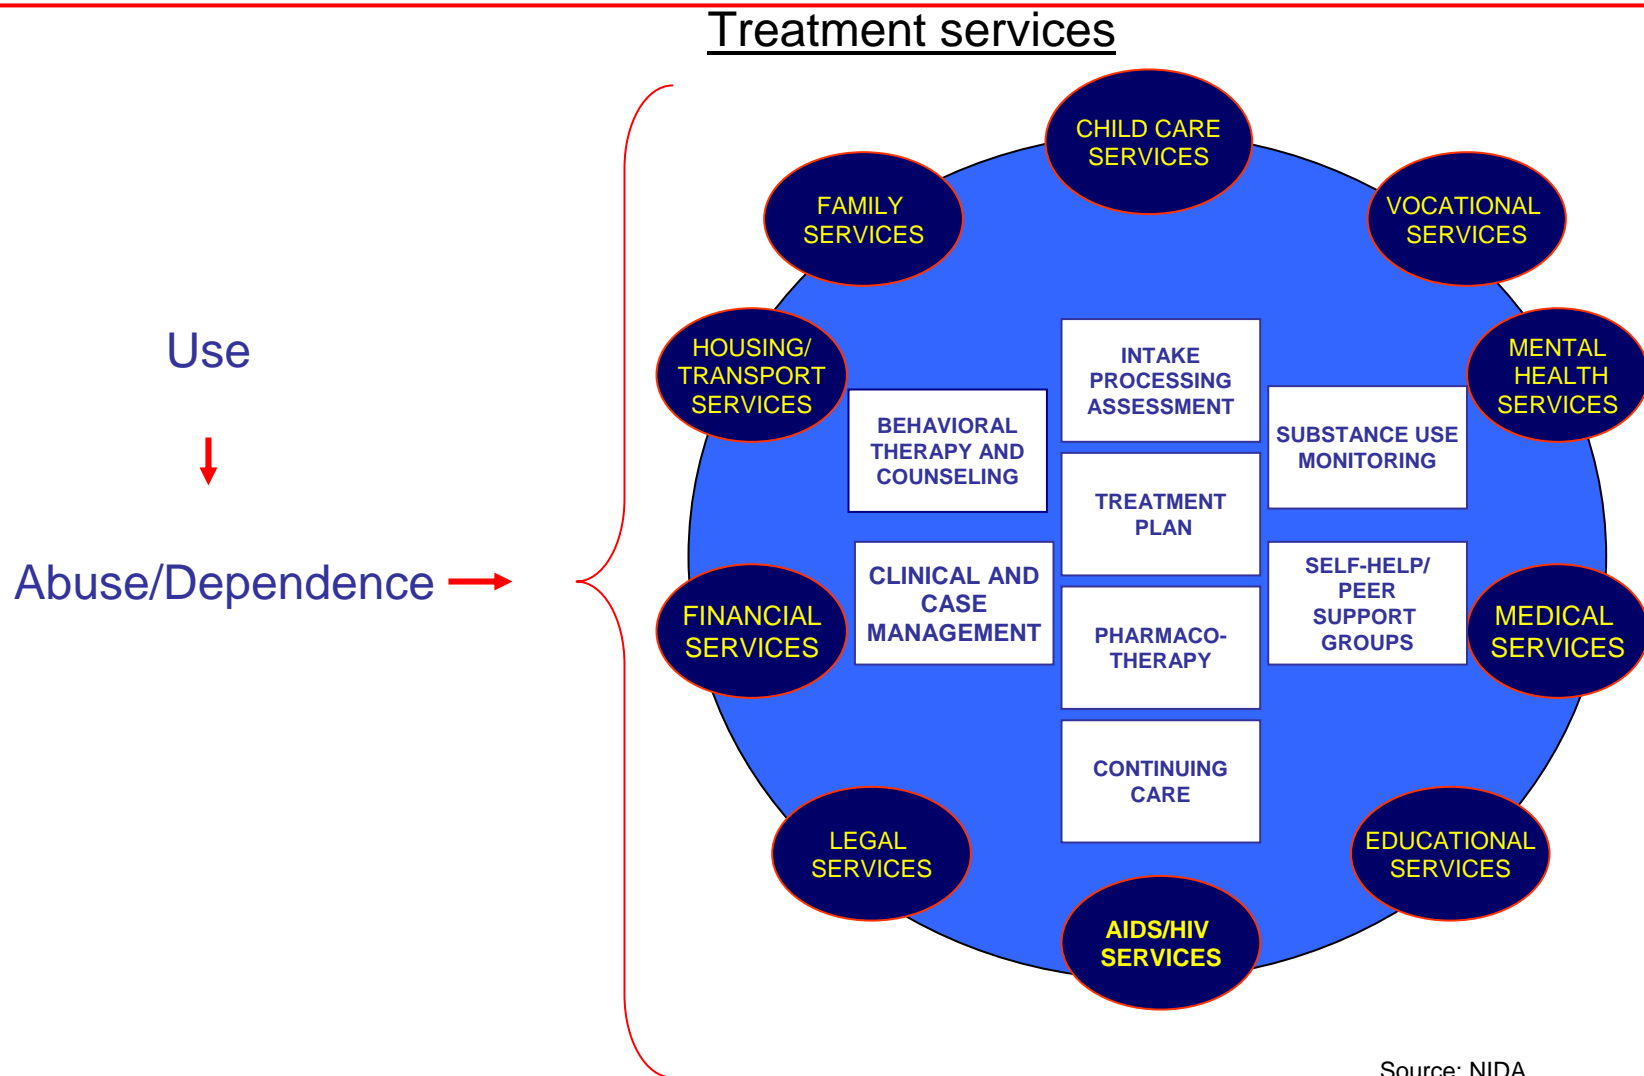 Treatment services
CHILD CARE
SERVICES
FAMILY
SERVICES
VOCATIONAL
SERVICES
Use
HOUSING/
TRANSPORT
SERVICES
MENTAL
HEALTH
SERVICES
INTAKE
PROCESSING
ASSESSMENT
BEHAVIORAL
THERAPY AND
COUNSELING
SUBSTANCE USE
MONITORING
TREATMENT
PLAN
Abuse/Dependence
CLINICAL AND
CASE
MANAGEMENT
SELF-HELP/
PEER
SUPPORT
GROUPS
FINANCIAL
SERVICES
PHARMACO-
THERAPY
MEDICAL
SERVICES
CONTINUING
CARE
LEGAL
SERVICES
EDUCATIONAL
SERVICES
AIDS/HIV
SERVICES
Source: NIDA